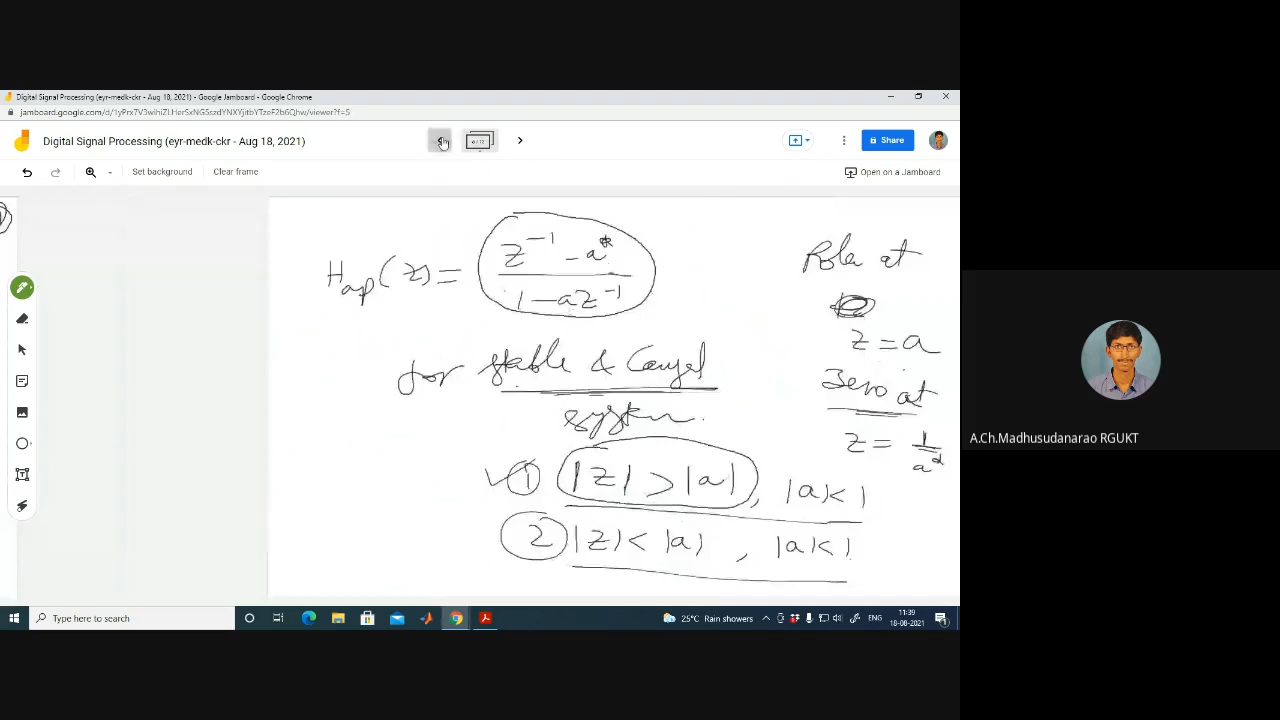 Digital Signal Processing (eyr-medk-ckr - Aug 18, 2021) - Google Jamboard - Google Chrome
Digital Signal Processing (eyr-medk-ckr - Aug 18, 2021)
Share
Set background
Clear frame
Open on a Jamboard
H_ap(z) = (z^-1 - a*) / (1 - az^-1)
for stable & Causal
system.
① |z| > |a|, |a| < 1
② |z| < |a|, |a| < 1
Poles at
z = a
Zero at
z = 1/a*
A.Ch.Madhusudanarao RGUKT
Type here to search
25°C Rain showers
ENG
11:39
18-08-2021